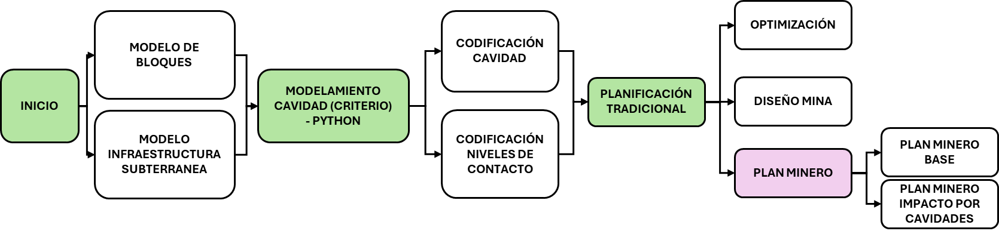 INICIO
MODELO DE
BLOQUES
MODELO
INFRAESTRUCTURA
SUBTERRANEA
MODELAMIENTO
CAVIDAD (CRITERIO)
- PYTHON
CODIFICACIÓN
CAVIDAD
CODIFICACIÓN
NIVELES DE
CONTACTO
PLANIFICACIÓN
TRADICIONAL
OPTIMIZACIÓN
DISEÑO MINA
PLAN MINERO
PLAN MINERO
BASE
PLAN MINERO
IMPACTO POR
CAVIDADES